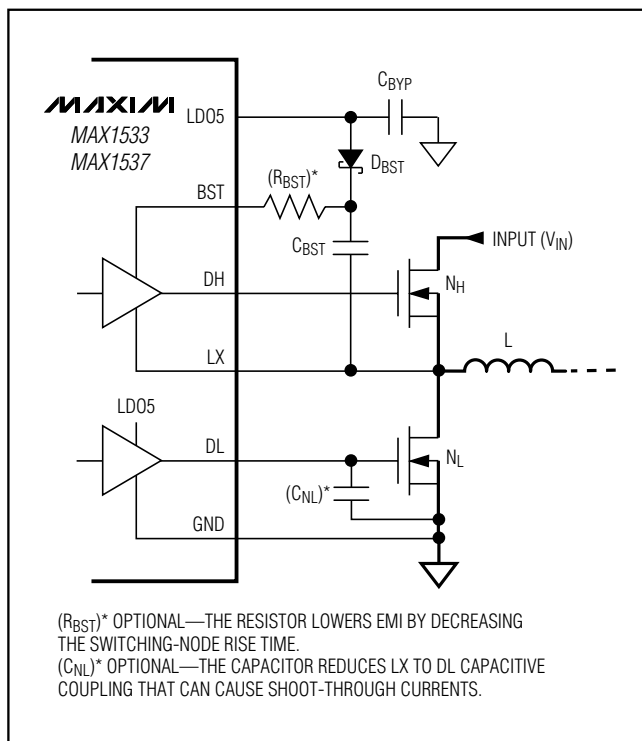 C_BYP
MAXIM
LDO5
MAX1533
MAX1537
D_BST
(R_BST)*
BST
C_BST
INPUT (V_IN)
N_H
DH
L
LX
LDO5
DL
N_L
(C_NL)*
GND
(R_BST)* OPTIONAL—THE RESISTOR LOWERS EMI BY DECREASING
THE SWITCHING-NODE RISE TIME.
(C_NL)* OPTIONAL—THE CAPACITOR REDUCES LX TO DL CAPACITIVE
COUPLING THAT CAN CAUSE SHOOT-THROUGH CURRENTS.